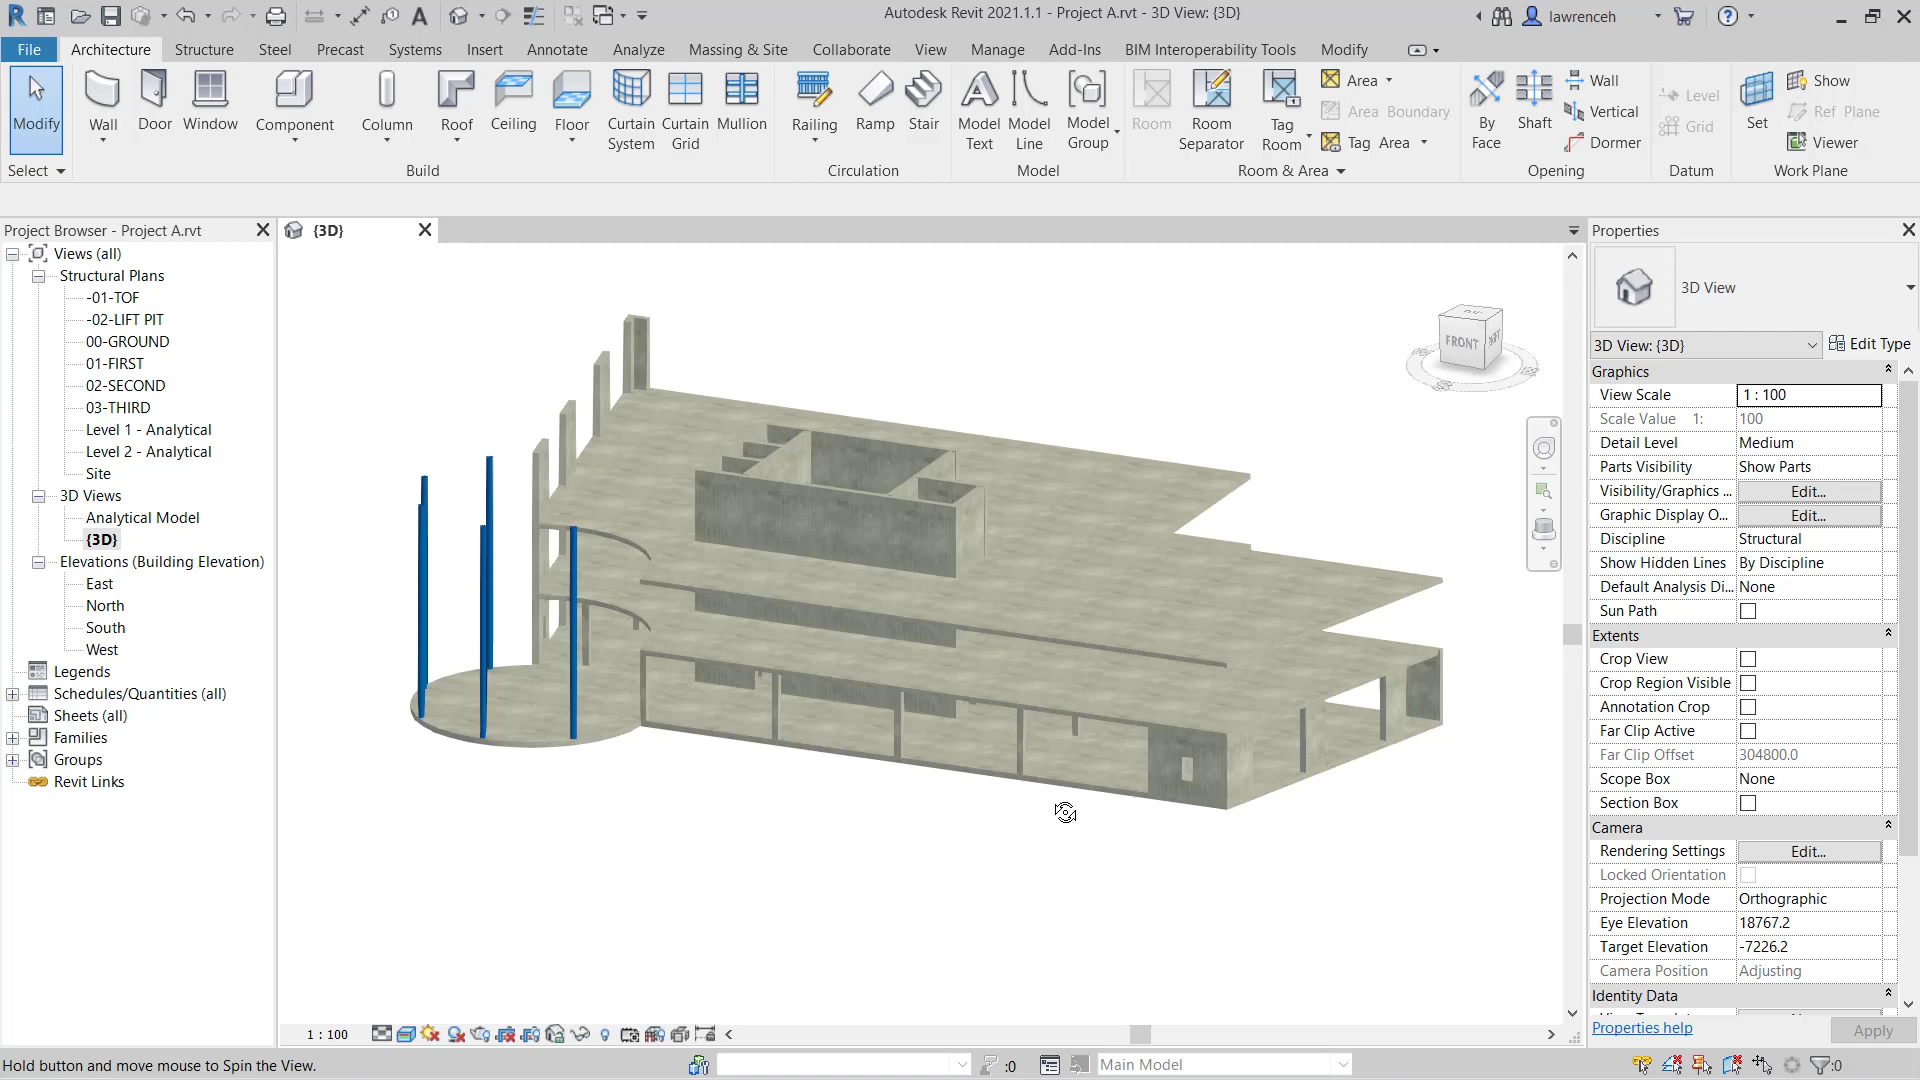 Autodesk Revit 2021.1.1 - Project A.rvt - 3D View: {3D}
lawrenceh
File
Architecture
Structure
Steel
Precast
Systems
Insert
Annotate
Analyze
Massing & Site
Collaborate
View
Manage
Add-Ins
BIM Interoperability Tools
Modify
Modify
Wall
Door
Window
Component
Column
Roof
Ceiling
Floor
Curtain
System
Curtain
Grid
Mullion
Railing
Ramp
Stair
Model
Text
Model
Line
Model
Group
Room
Room
Separator
Tag
Room
Area
Area Boundary
Tag Area
By
Face
Shaft
Wall
Vertical
Dormer
Level
Grid
Set
Show
Ref Plane
Viewer
Select
Build
Circulation
Model
Room & Area
Opening
Datum
Work Plane
Project Browser - Project A.rvt
Views (all)
Structural Plans
-01-TOF
-02-LIFT PIT
00-GROUND
01-FIRST
02-SECOND
03-THIRD
Level 1 - Analytical
Level 2 - Analytical
Site
3D Views
Analytical Model
{3D}
Elevations (Building Elevation)
East
North
South
West
Legends
Schedules/Quantities (all)
Sheets (all)
Families
Groups
Revit Links
{3D}
FRONT
Properties
3D View
3D View: {3D}
Edit Type
Graphics
View Scale 1 : 100
Scale Value 1: 100
Detail Level Medium
Parts Visibility Show Parts
Visibility/Graphics ... Edit...
Graphic Display O... Edit...
Discipline Structural
Show Hidden Lines By Discipline
Default Analysis Di... None
Sun Path
Extents
Crop View
Crop Region Visible
Annotation Crop
Far Clip Active
Far Clip Offset 304800.0
Scope Box None
Section Box
Camera
Rendering Settings Edit...
Locked Orientation
Projection Mode Orthographic
Eye Elevation 18767.2
Target Elevation -7226.2
Camera Position Adjusting
Identity Data
Properties help
Apply
1 : 100
Hold button and move mouse to Spin the View.
:0
Main Model
:0